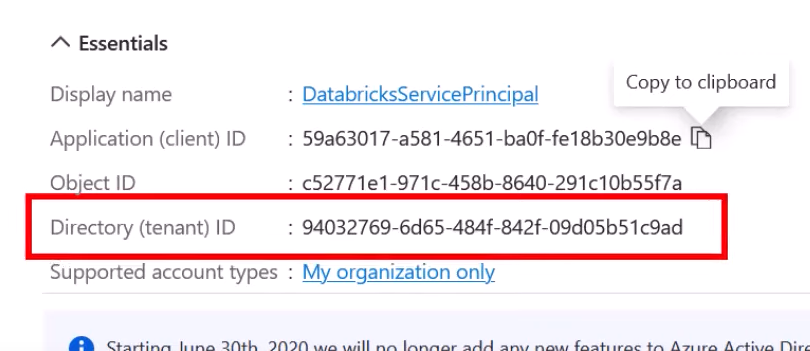 Essentials
Copy to clipboard
Display name : DatabricksServicePrincipal
Application (client) ID : 59a63017-a581-4651-ba0f-fe18b30e9b8e
Object ID : c52771e1-971c-458b-8640-291c10b55f7a
Directory (tenant) ID : 94032769-6d65-484f-842f-09d05b51c9ad
Supported account types : My organization only
Starting June 30th, 2020 we will no longer add any new features to Azure Active Dire